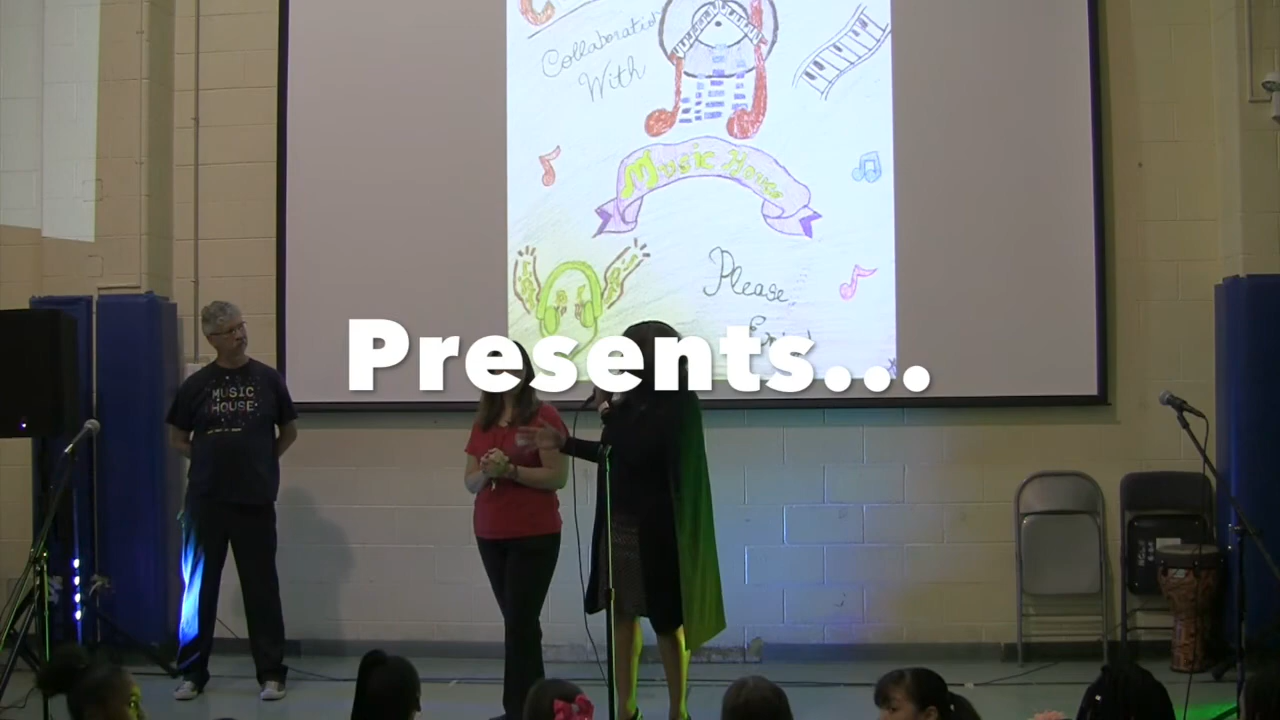 Collaboration
With
Music House
Please
Presents...
MUSIC
HOUSE